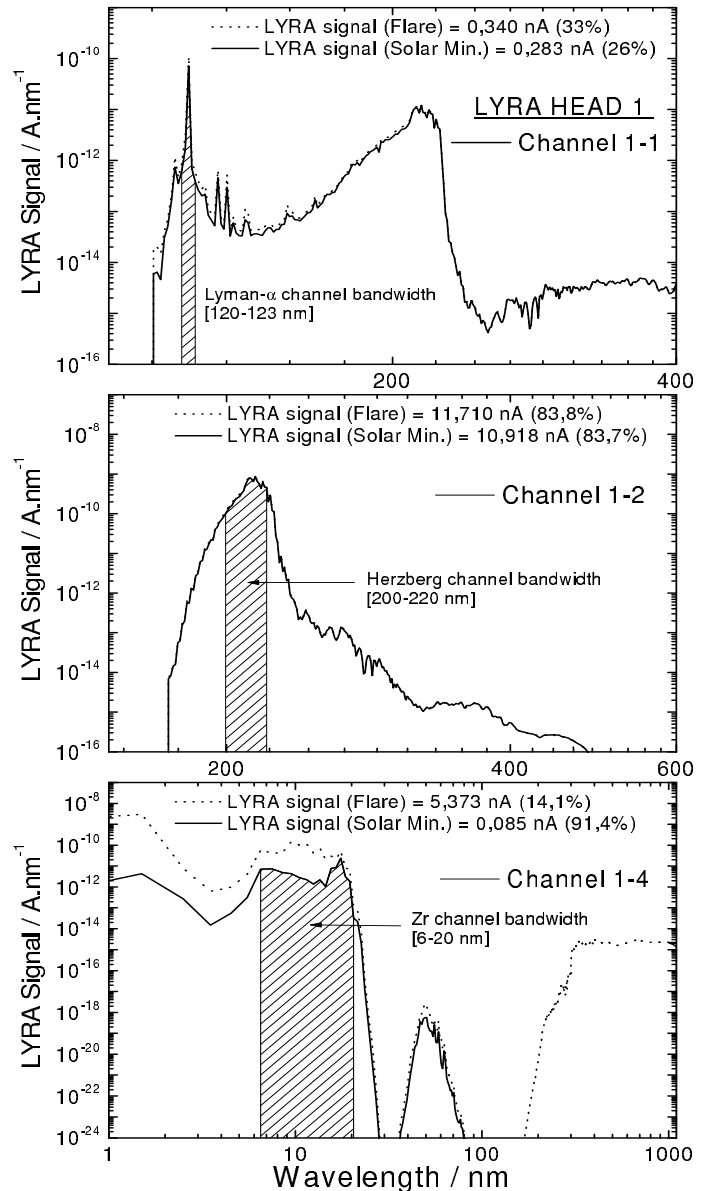 LYRA signal (Flare) = 0,340 nA (33%)
LYRA signal (Solar Min.) = 0,283 nA (26%)
LYRA HEAD 1
Channel 1-1
Lyman-α channel bandwidth
[120-123 nm]
LYRA Signal / A.nm⁻¹
10⁻¹⁰
10⁻¹²
10⁻¹⁴
10⁻¹⁶
200
400
LYRA signal (Flare) = 11,710 nA (83,8%)
LYRA signal (Solar Min.) = 10,918 nA (83,7%)
Channel 1-2
Herzberg channel bandwidth
[200-220 nm]
LYRA Signal / A.nm⁻¹
10⁻⁸
10⁻¹⁰
10⁻¹²
10⁻¹⁴
10⁻¹⁶
200
400
600
LYRA signal (Flare) = 5,373 nA (14,1%)
LYRA signal (Solar Min.) = 0,085 nA (91,4%)
Channel 1-4
Zr channel bandwidth
[6-20 nm]
LYRA Signal / A.nm⁻¹
10⁻⁸
10⁻¹⁰
10⁻¹²
10⁻¹⁴
10⁻¹⁶
10⁻¹⁸
10⁻²⁰
10⁻²²
10⁻²⁴
1
10
100
1000
Wavelength / nm